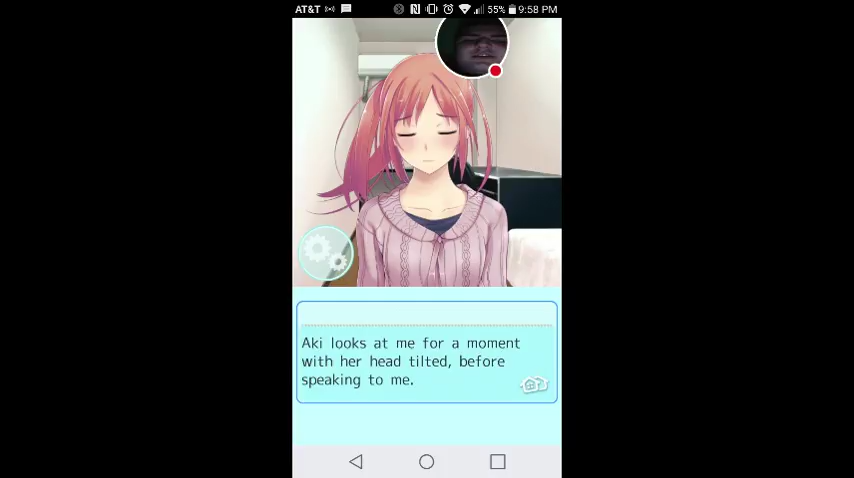 AT&T 55% 9:58 PM
Aki looks at me for a moment
with her head tilted, before
speaking to me.